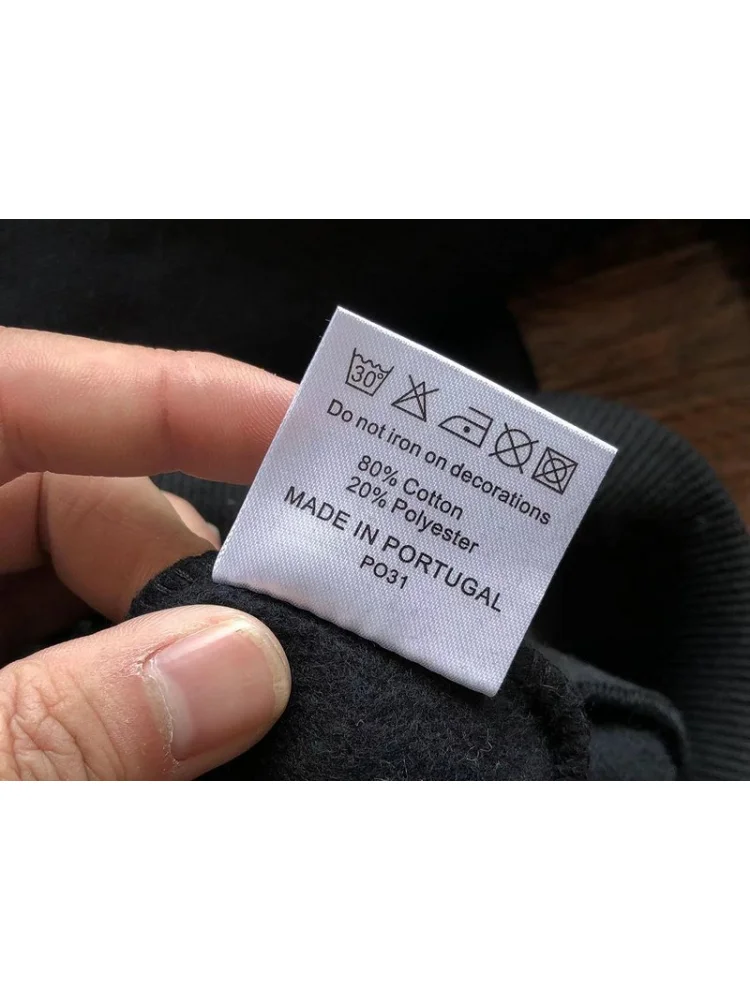 30°
Do not iron on decorations
80% Cotton
20% Polyester
MADE IN PORTUGAL
PO31